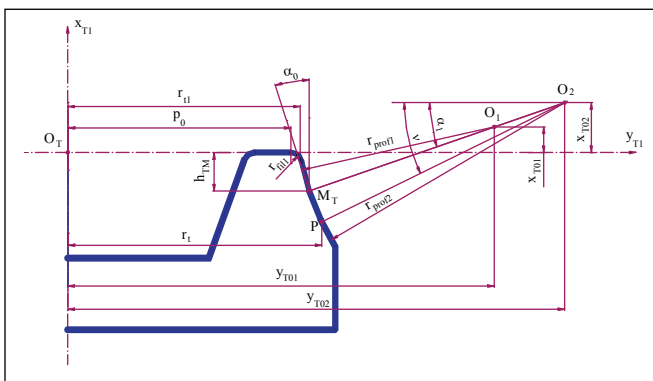 x_T1
α_0
r_t1
p_0
O_2
O_1
α_1
ν
x_T02
O_T
y_T1
r_prof1
x_T01
h_TM
r_fil1
M_T
r_prof2
P
r_t
y_T01
y_T02